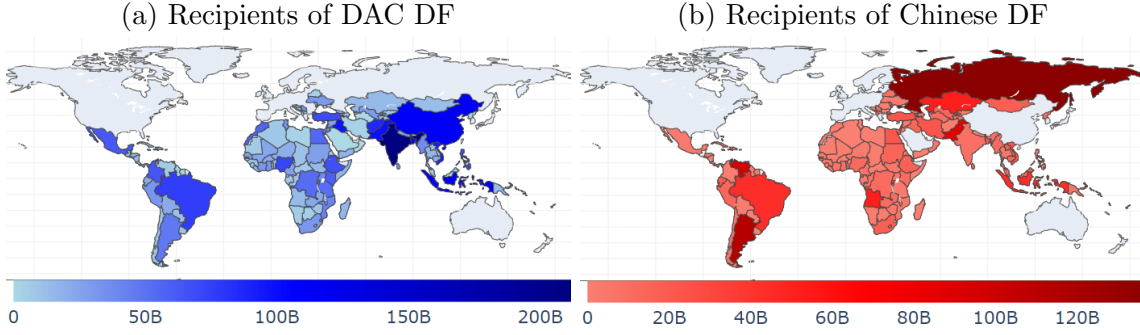 (a) Recipients of DAC DF
(b) Recipients of Chinese DF
0 50B 100B 150B 200B
0 20B 40B 60B 80B 100B 120B